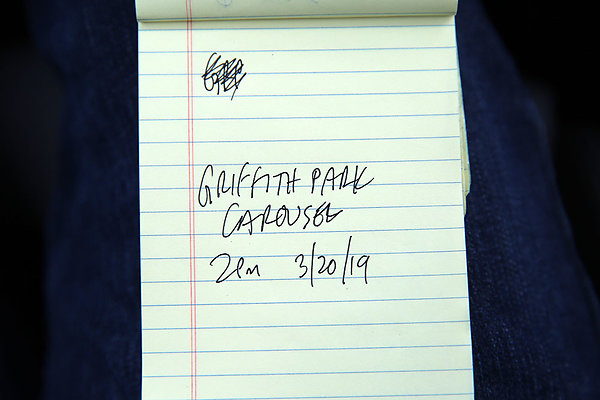 GRIFFITH PARK
CAROUSEL
2PM 3/20/19